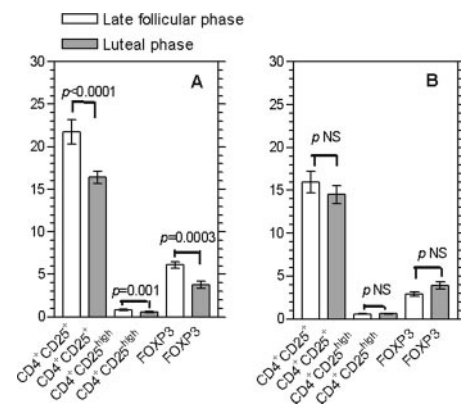 Late follicular phase
Luteal phase
A
30
25
20
15
10
5
0
p<0.0001
p=0.001
p=0.0003
CD4⁺CD25⁺
CD4⁺CD25⁺
CD4⁺CD25ʰⁱᵍʰ
CD4⁺CD25ʰⁱᵍʰ
FOXP3
FOXP3
B
30
25
20
15
10
5
0
p NS
p NS
p NS
CD4⁺CD25⁺
CD4⁺CD25⁺
CD4⁺CD25ʰⁱᵍʰ
CD4⁺CD25ʰⁱᵍʰ
FOXP3
FOXP3